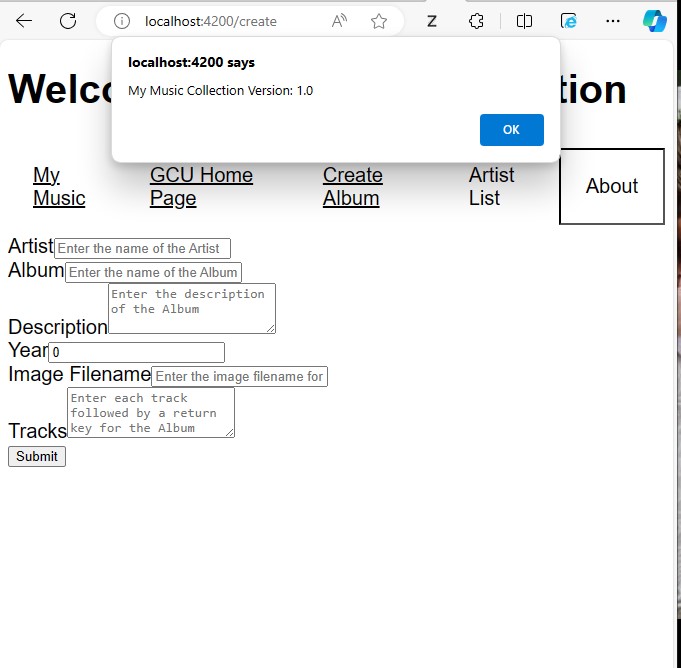 localhost:4200/create
localhost:4200 says
My Music Collection Version: 1.0
OK
tion
My Music
GCU Home Page
Create Album
Artist List
About
Artist Enter the name of the Artist
Album Enter the name of the Album
Description Enter the description
of the Album
Year 0
Image Filename Enter the image filename for
Tracks Enter each track
followed by a return
key for the Album
Submit